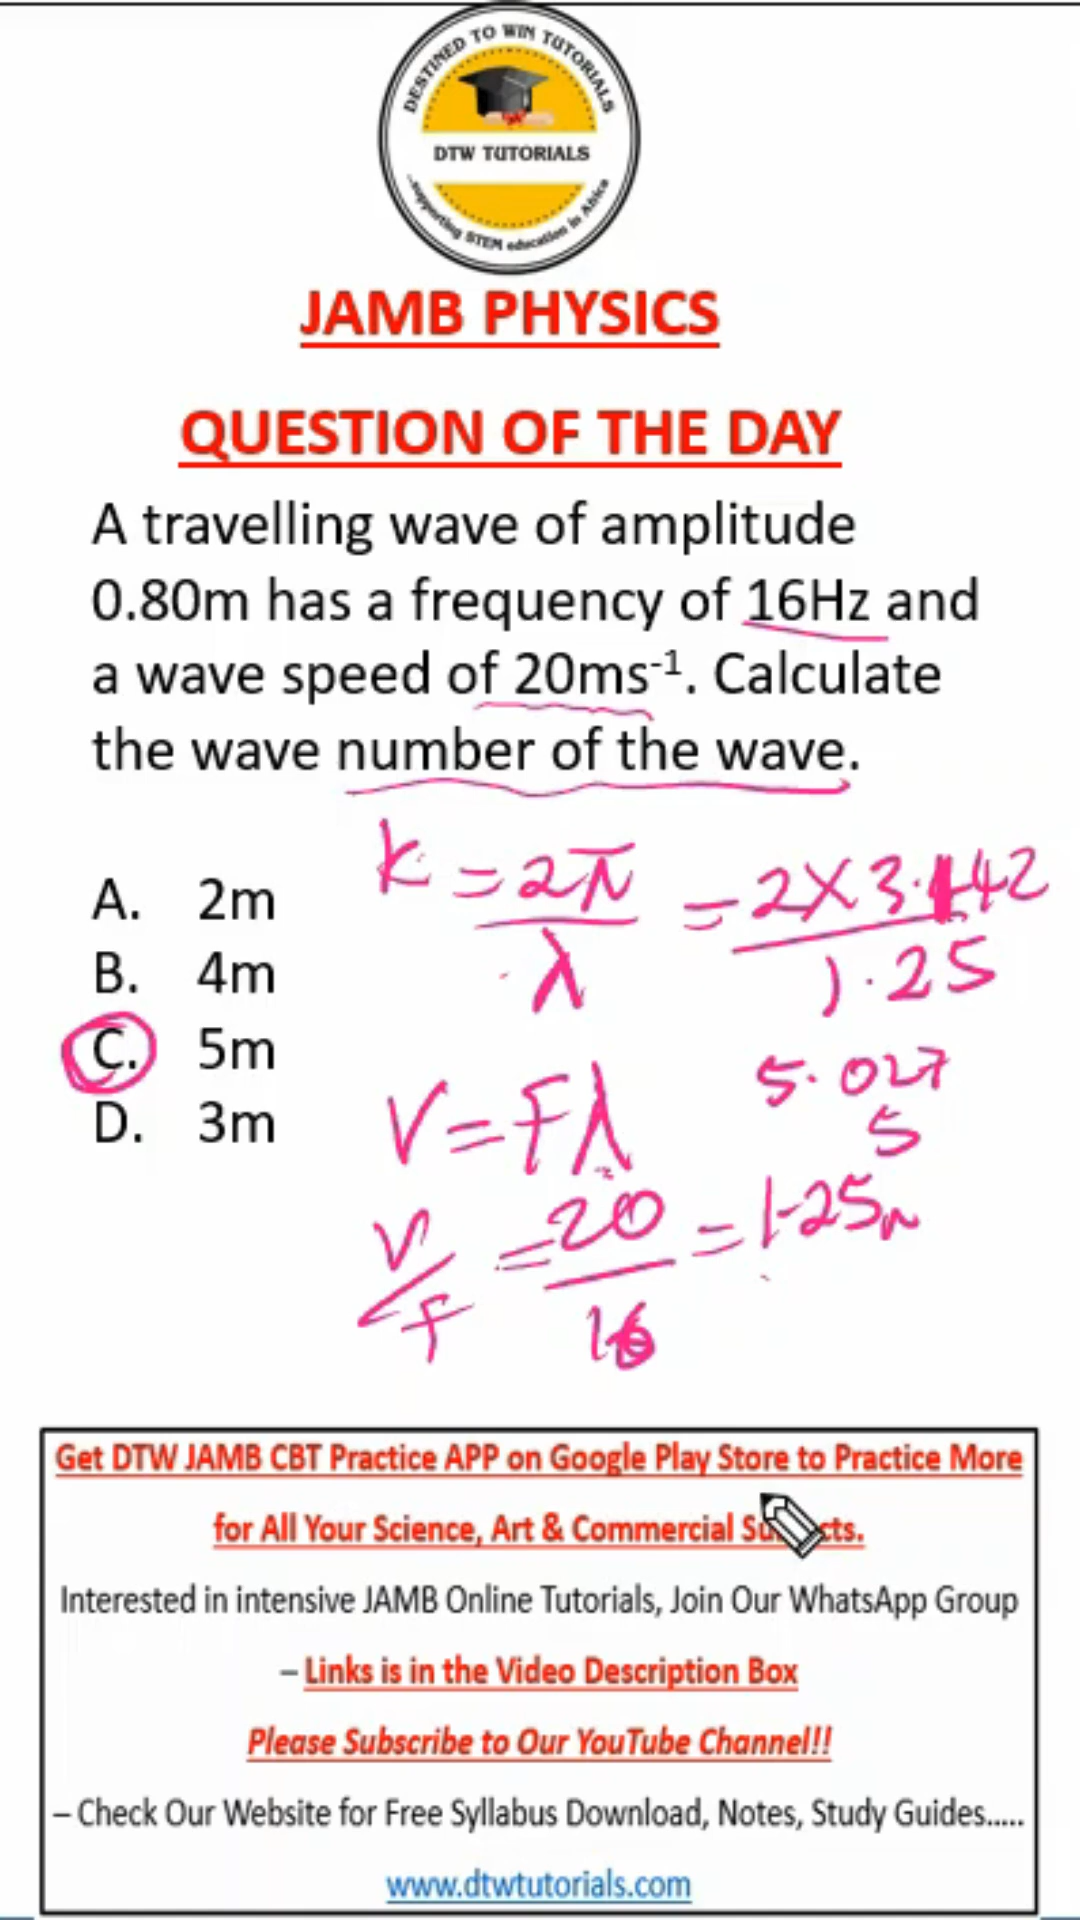 DESTINED TO WIN TUTORIALS
DTW TUTORIALS
...supporting STEM education in Africa
JAMB PHYSICS
QUESTION OF THE DAY
A travelling wave of amplitude
0.80m has a frequency of 16Hz and
a wave speed of 20ms⁻¹. Calculate
the wave number of the wave.
A. 2m
B. 4m
C. 5m
D. 3m
k = 2π/λ = 2×3.142/1.25
5.027
5
V = Fλ
V/F = 20/16 = 1.25m
Get DTW JAMB CBT Practice APP on Google Play Store to Practice More
for All Your Science, Art & Commercial Subjects.
Interested in intensive JAMB Online Tutorials, Join Our WhatsApp Group
– Links is in the Video Description Box
Please Subscribe to Our YouTube Channel!!
– Check Our Website for Free Syllabus Download, Notes, Study Guides.....
www.dtwtutorials.com